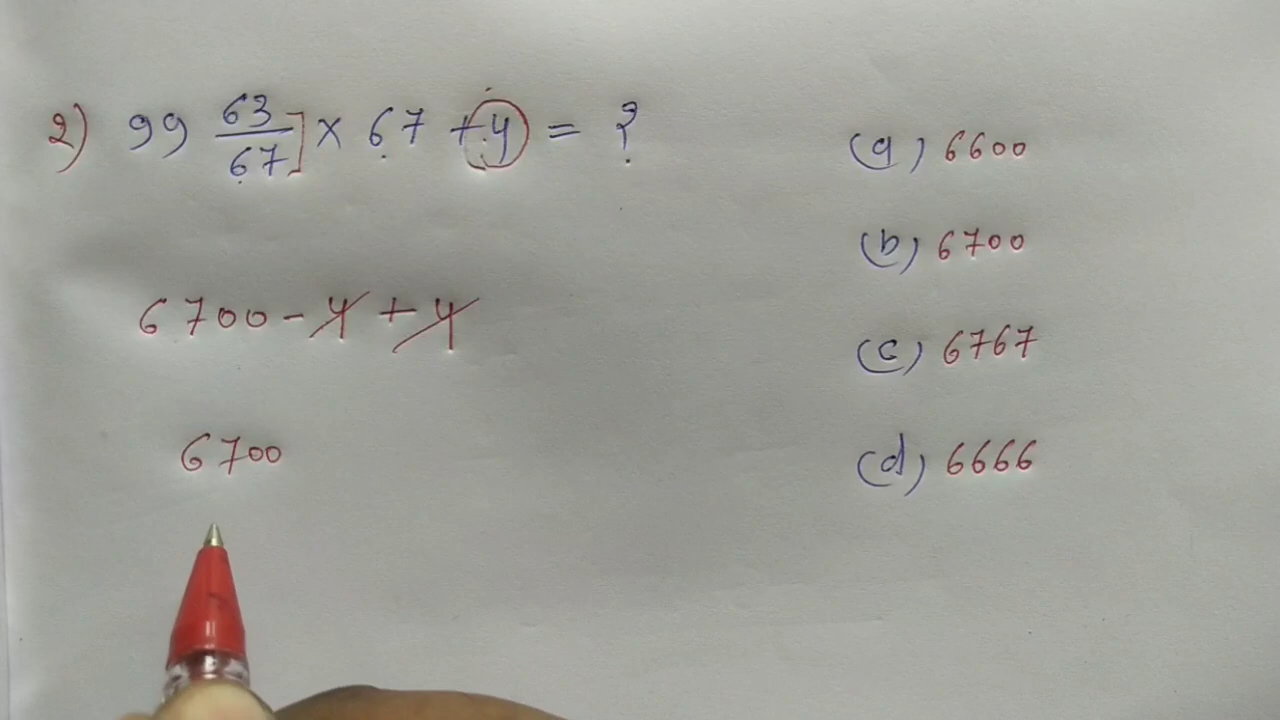 2) 99 63/67] × 67 + 4 = ?
(a) 6600
(b) 6700
6700 - 4 + 4
(c) 6767
6700
(d) 6666